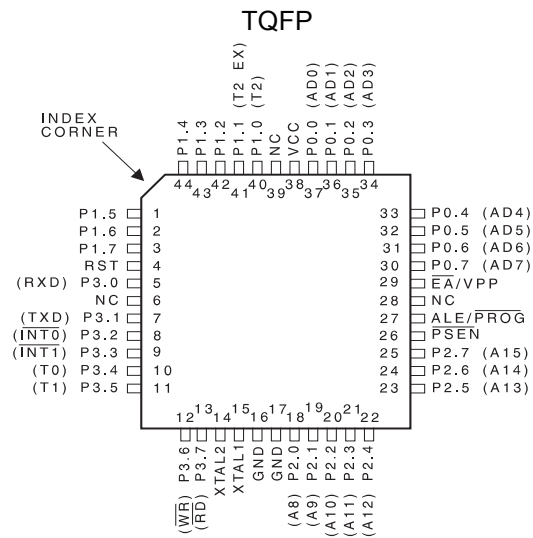 TQFP
INDEX
CORNER
P1.4
P1.3
P1.2
P1.1 (T2 EX)
P1.0 (T2)
NC
VCC
P0.0 (AD0)
P0.1 (AD1)
P0.2 (AD2)
P0.3 (AD3)
44 43 42 41 40 39 38 37 36 35 34
P1.5 1
P1.6 2
P1.7 3
RST 4
(RXD) P3.0 5
NC 6
(TXD) P3.1 7
(INT0) P3.2 8
(INT1) P3.3 9
(T0) P3.4 10
(T1) P3.5 11
33 P0.4 (AD4)
32 P0.5 (AD5)
31 P0.6 (AD6)
30 P0.7 (AD7)
29 EA/VPP
28 NC
27 ALE/PROG
26 PSEN
25 P2.7 (A15)
24 P2.6 (A14)
23 P2.5 (A13)
12 13 14 15 16 17 18 19 20 21 22
(WR) P3.6
(RD) P3.7
XTAL2
XTAL1
GND
GND
(A8) P2.0
(A9) P2.1
(A10) P2.2
(A11) P2.3
(A12) P2.4